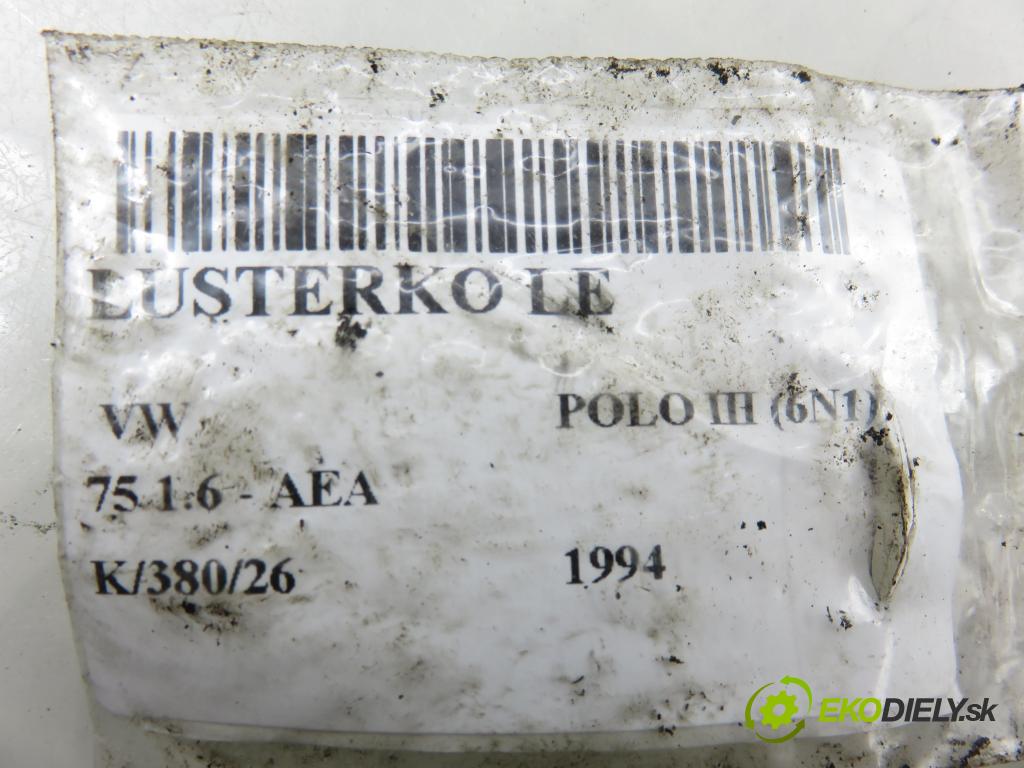 LUSTERKO LE
VW POLO III (6N1)
75 1.6 - AEA
K/380/26 1994
EKODIELY.sk